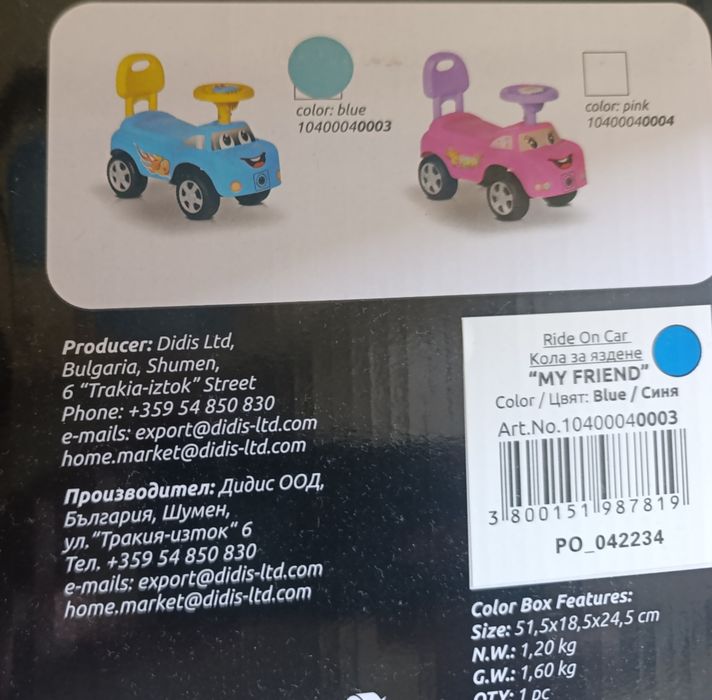 color: blue
10400040003
color: pink
10400040004
Producer: Didis Ltd,
Bulgaria, Shumen,
6 "Trakia-iztok" Street
Phone: +359 54 850 830
e-mails: export@didis-ltd.com
home.market@didis-ltd.com
Производител: Дидис ООД,
България, Шумен,
ул."Тракия-изток" 6
Тел. +359 54 850 830
e-mails: export@didis-ltd.com
home.market@didis-ltd.com
Ride On Car
Кола за яздене
"MY FRIEND"
Color / Цвят: Blue / Синя
Art.No.10400040003
3 800151 987819
PO_042234
Color Box Features:
Size: 51,5x18,5x24,5 cm
N.W.: 1,20 kg
G.W.: 1,60 kg
QTY: 1 pc